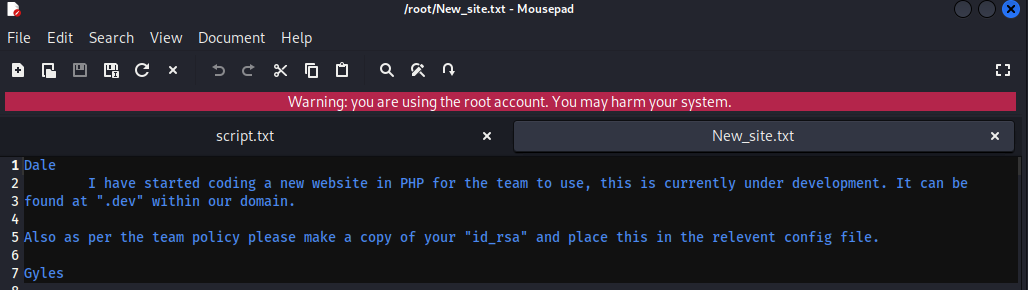 /root/New_site.txt - Mousepad
File Edit Search View Document Help
Warning: you are using the root account. You may harm your system.
script.txt × New_site.txt ×
1 Dale
2 I have started coding a new website in PHP for the team to use, this is currently under development. It can be
3 found at ".dev" within our domain.
4
5 Also as per the team policy please make a copy of your "id_rsa" and place this in the relevent config file.
6
7 Gyles